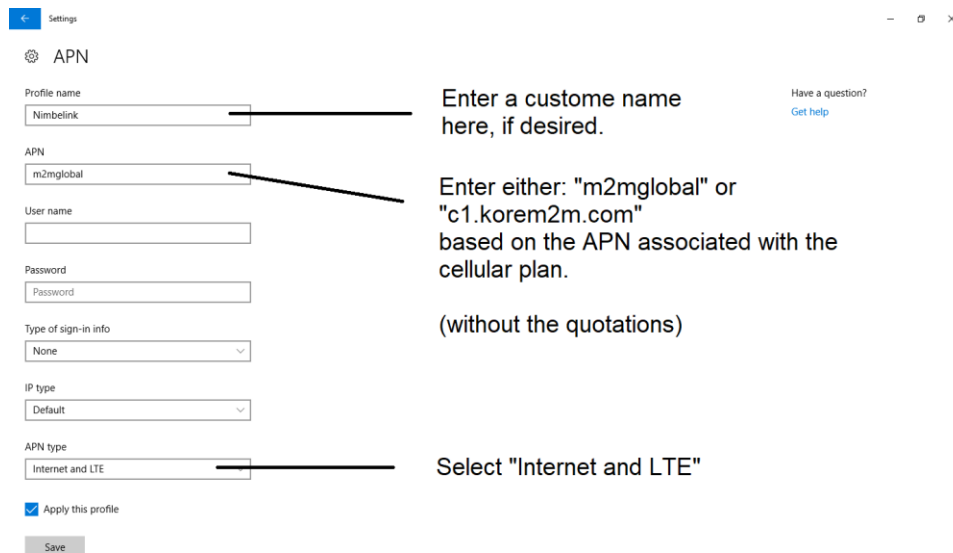 Settings
APN
Profile name
Nimbelink
APN
m2mglobal
User name
Password
Password
Type of sign-in info
None
IP type
Default
APN type
Internet and LTE
Apply this profile
Save
Enter a custome name
here, if desired.
Enter either: "m2mglobal" or
"c1.korem2m.com"
based on the APN associated with the
cellular plan.
(without the quotations)
Select "Internet and LTE"
Have a question?
Get help